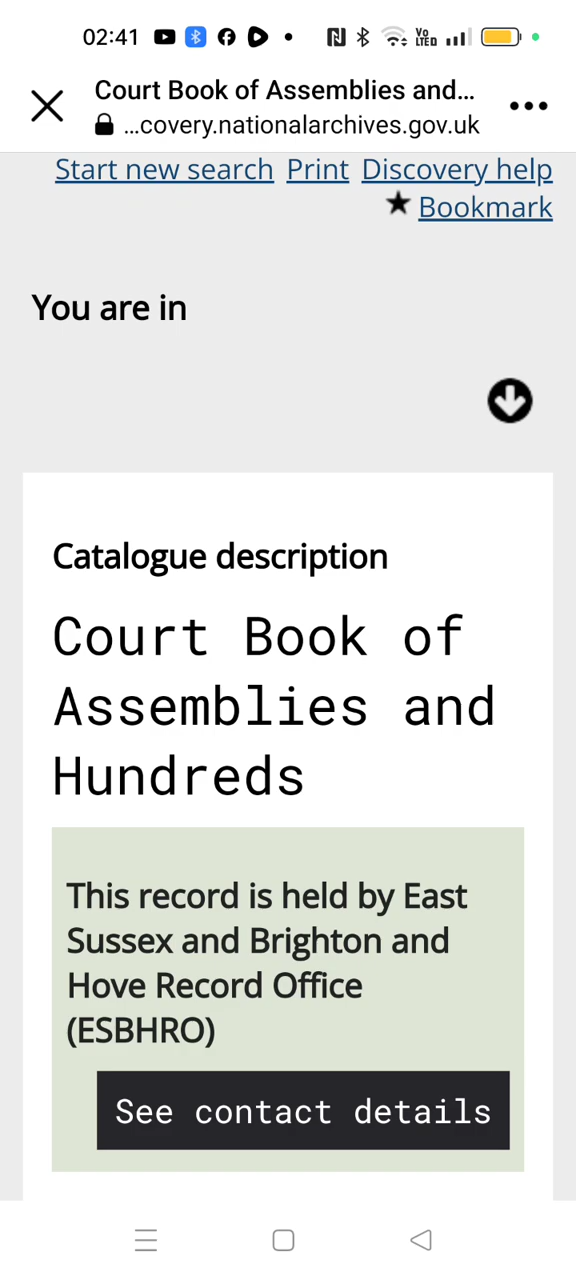 02:41
VoLTED
Court Book of Assemblies and...
...covery.nationalarchives.gov.uk
Start new search Print Discovery help
Bookmark
You are in
Catalogue description
Court Book of
Assemblies and
Hundreds
This record is held by East
Sussex and Brighton and
Hove Record Office
(ESBHRO)
See contact details